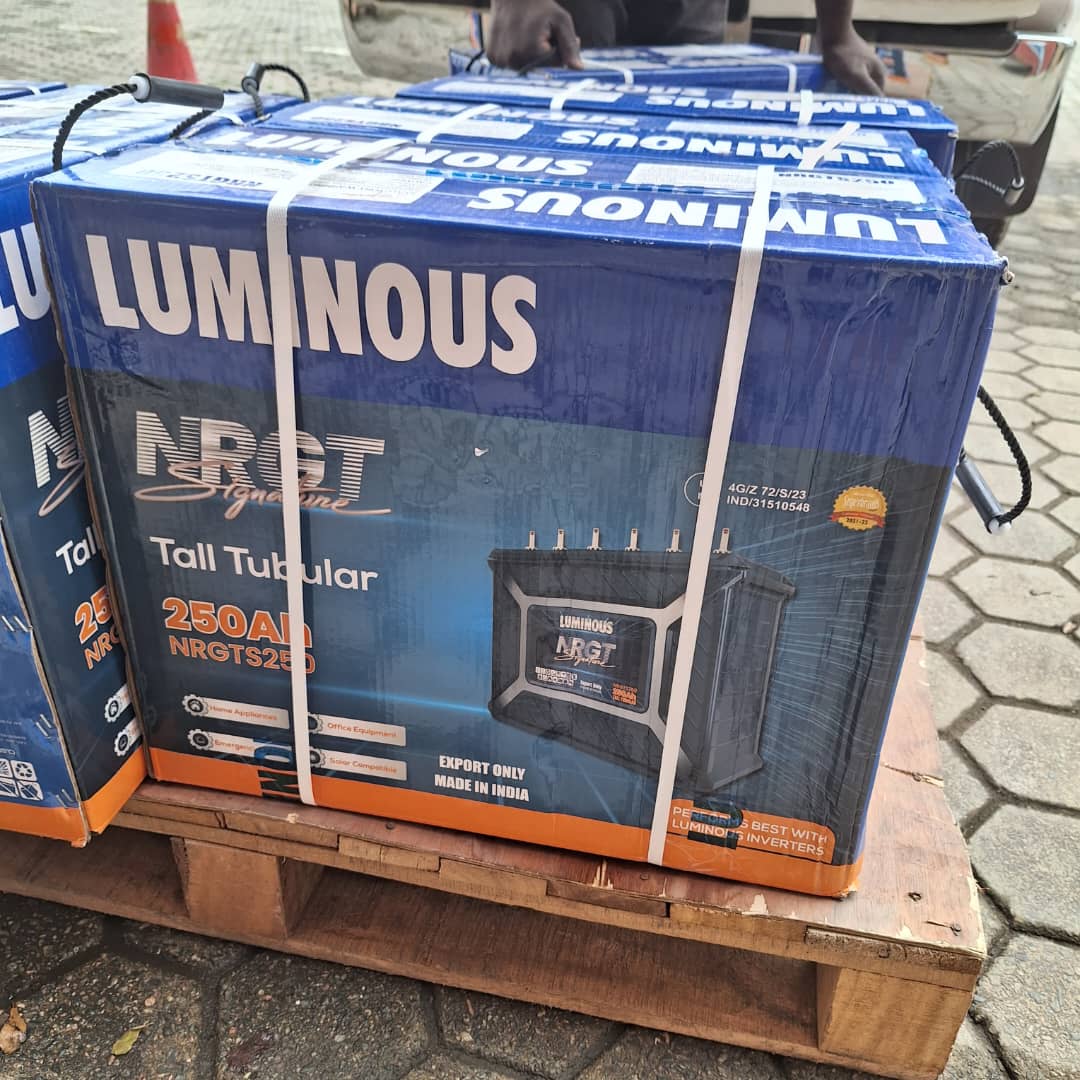 LUMINOUS
LUMINOUS
LUMINOUS
LUMINOUS
LUMINOUS
NRGT
Signature
Tall Tubular
250Ah
NRGTS250
4G/Z 72/S/23
IND/31510548
LUMINOUS
NRGT
Signature
Home Appliances
Office Equipment
Solar Compatible
EXPORT ONLY
MADE IN INDIA
PERFORMS BEST WITH
LUMINOUS INVERTERS